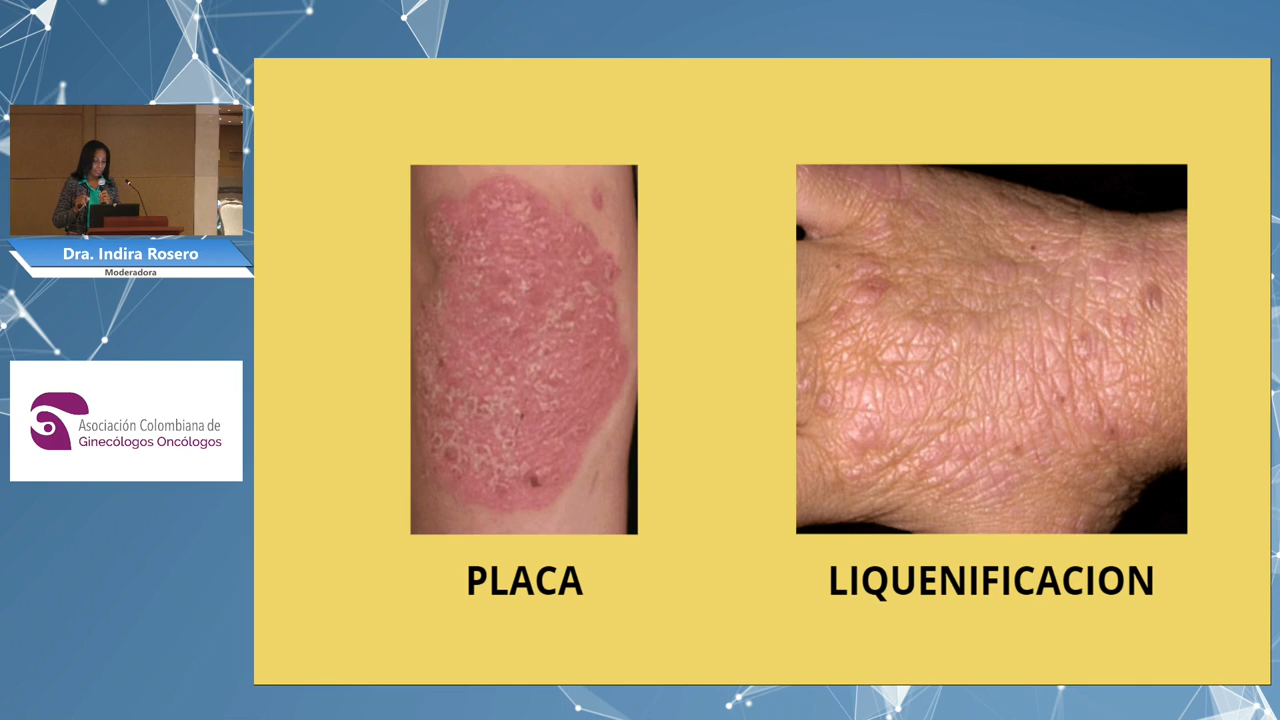 Dra. Indira Rosero
Moderadora
Asociación Colombiana de
Ginecólogos Oncólogos
PLACA
LIQUENIFICACION